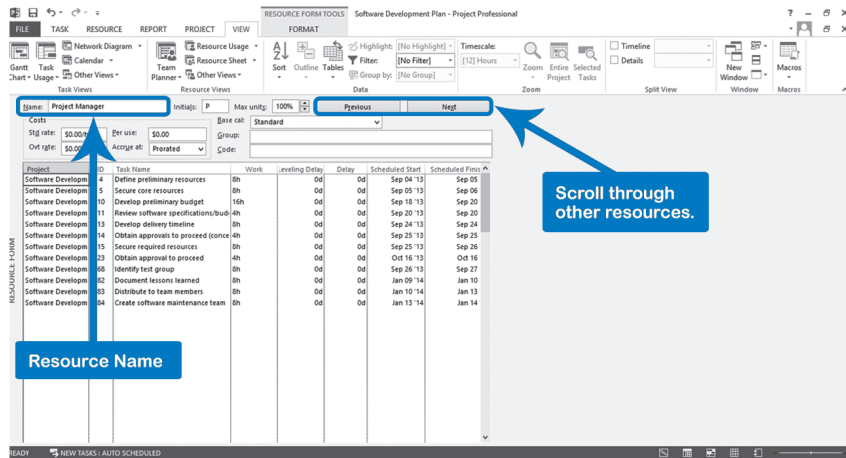 RESOURCE FORM TOOLS
Software Development Plan - Project Professional
FILE TASK RESOURCE REPORT PROJECT VIEW FORMAT
Gantt Chart
Task Usage
Network Diagram
Calendar
Other Views
Task Views
Team Planner
Resource Usage
Resource Sheet
Other Views
Resource Views
Sort
Outline
Tables
Highlight: [No Highlight]
Filter: [No Filter]
Group by: [No Group]
Data
Timescale:
[12] Hours
Zoom
Entire Project
Selected Tasks
Zoom
Timeline
Details
Split View
New Window
Window
Macros
Macros
Name: Project Manager Initials: P Max units: 100% Previous Next
Costs
Base cal: Standard
Std rate: $0.00/h Per use: $0.00 Group:
Ovt rate: $0.00 Accrue at: Prorated Code:
Project ID Task Name Work Leveling Delay Delay Scheduled Start Scheduled Finis
Software Developm 4 Define preliminary resources 8h 0d 0d Sep 04 '13 Sep 05
Software Developm 5 Secure core resources 8h 0d 0d Sep 05 '13 Sep 06
Software Developm 10 Develop preliminary budget 16h 0d 0d Sep 18 '13 Sep 20
Software Developm 11 Review software specifications/bud 4h 0d 0d Sep 20 '13 Sep 20
Software Developm 13 Develop delivery timeline 8h 0d 0d Sep 24 '13 Sep 24
Software Developm 14 Obtain approvals to proceed (conce 4h 0d 0d Sep 25 '13 Sep 25
Software Developm 15 Secure required resources 8h 0d 0d Sep 25 '13 Sep 26
Software Developm 23 Obtain approval to proceed 4h 0d 0d Oct 16 '13 Oct 16
Software Developm 68 Identify test group 8h 0d 0d Sep 26 '13 Sep 27
Software Developm 82 Document lessons learned 8h 0d 0d Jan 09 '14 Jan 10
Software Developm 83 Distribute to team members 8h 0d 0d Jan 10 '14 Jan 13
Software Developm 84 Create software maintenance team 8h 0d 0d Jan 13 '14 Jan 14
Scroll through
other resources.
RESOURCE FORM
Resource Name
READY NEW TASKS : AUTO SCHEDULED